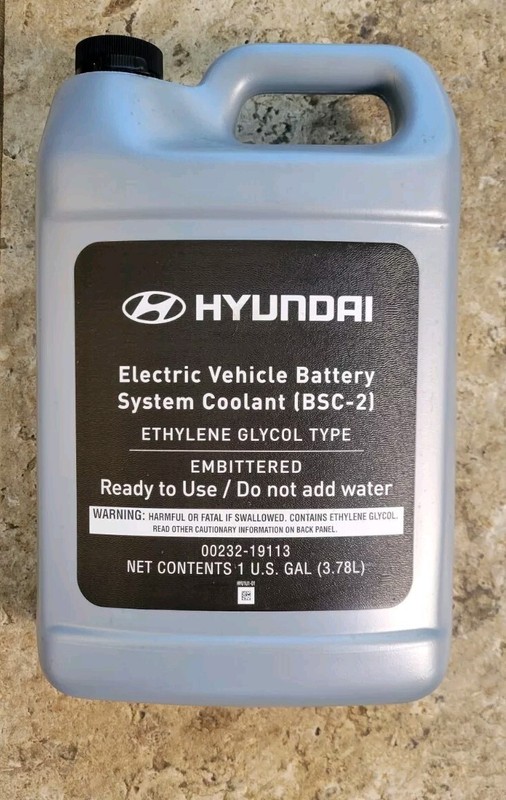 HYUNDAI
Electric Vehicle Battery
System Coolant (BSC-2)
ETHYLENE GLYCOL TYPE
EMBITTERED
Ready to Use / Do not add water
WARNING: HARMFUL OR FATAL IF SWALLOWED. CONTAINS ETHYLENE GLYCOL.
READ OTHER CAUTIONARY INFORMATION ON BACK PANEL.
00232-19113
NET CONTENTS 1 U.S. GAL (3.78L)